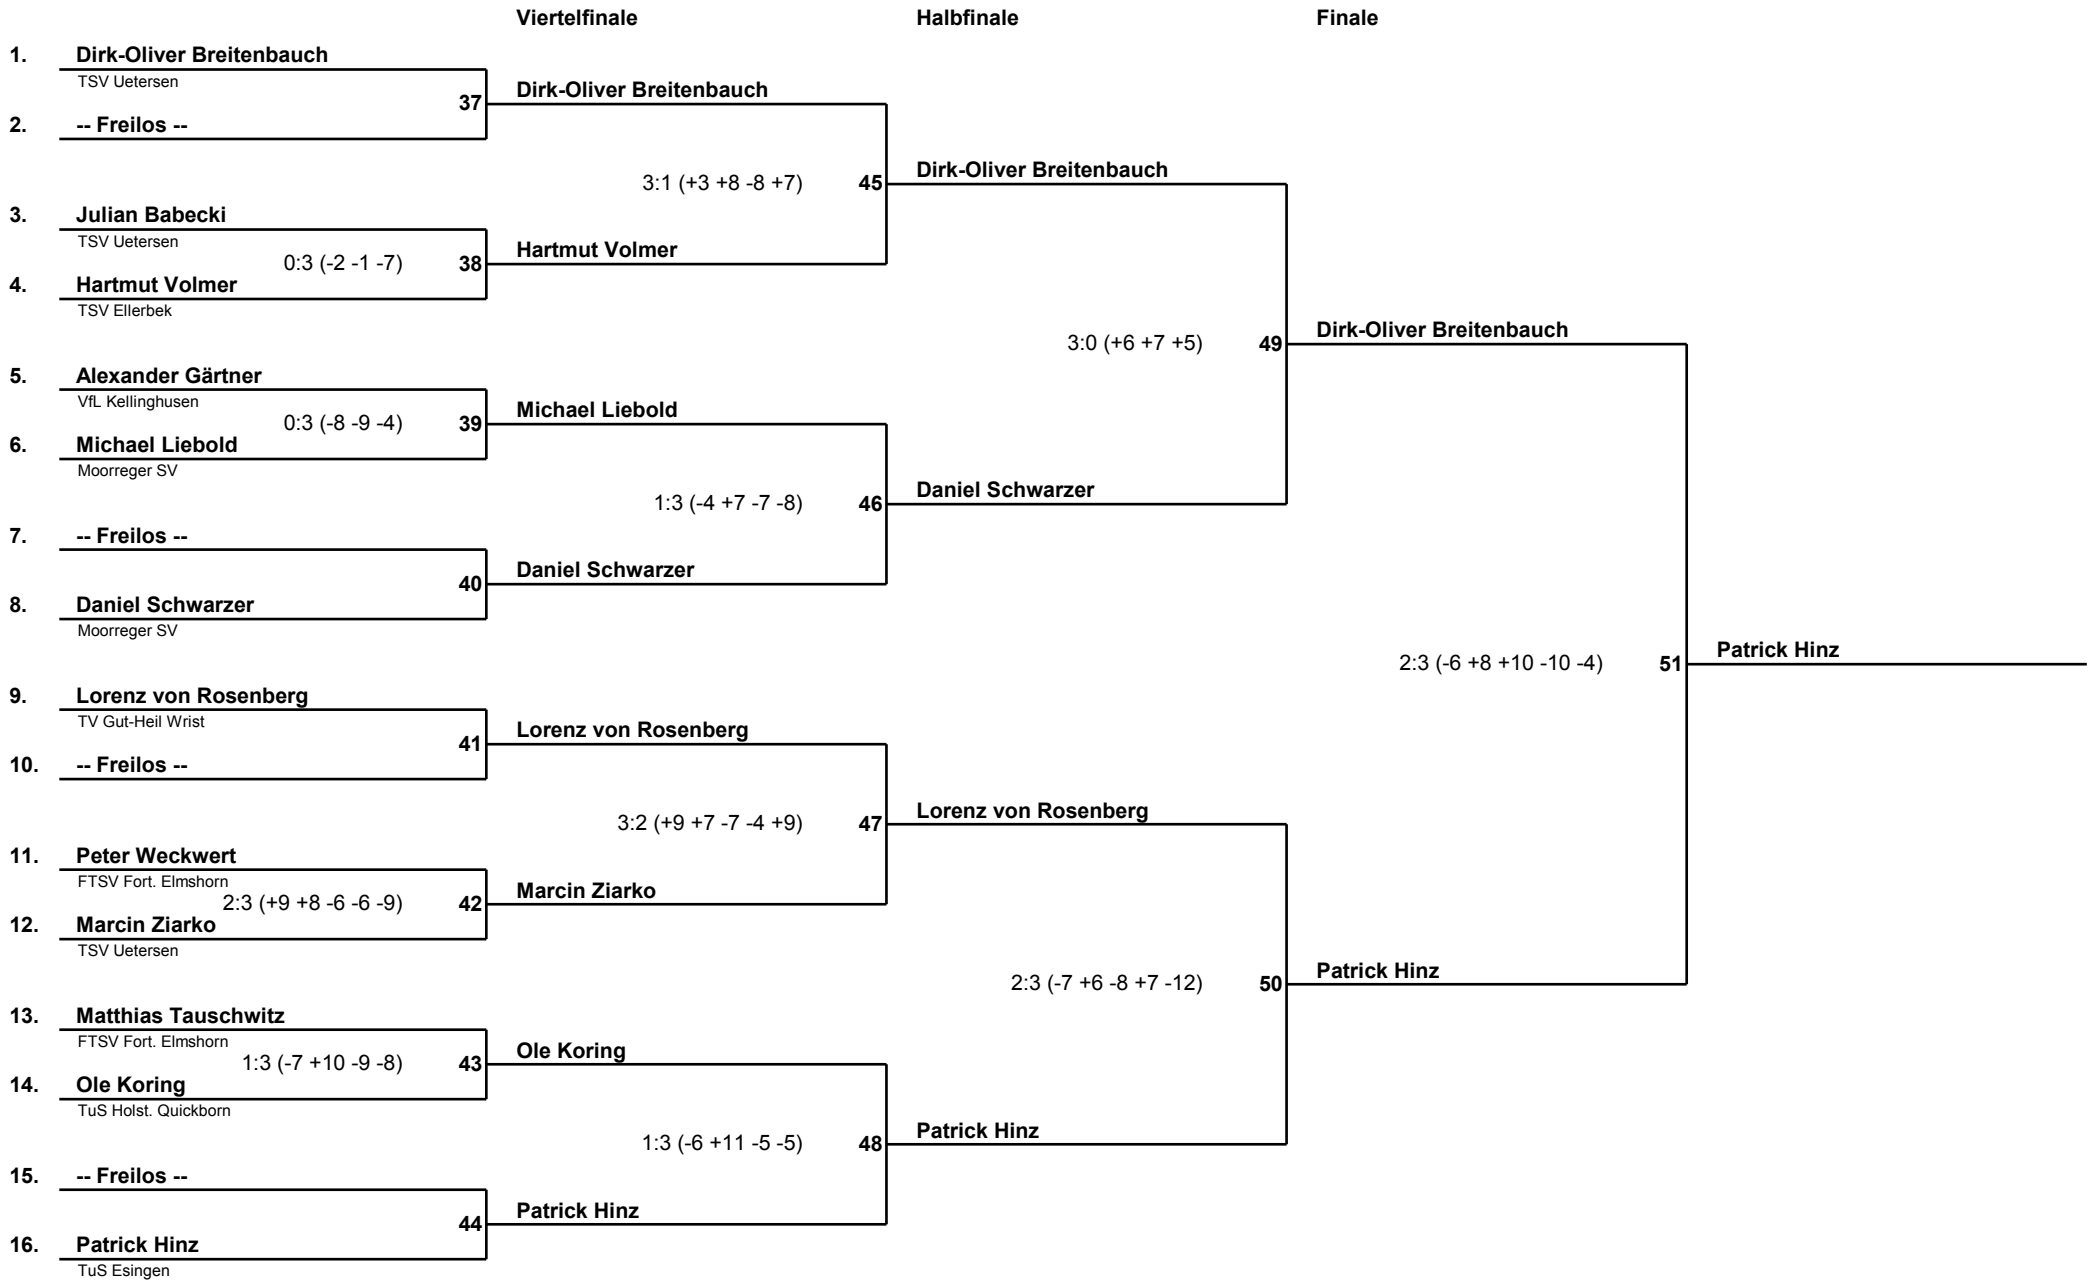 Viertelfinale Halbfinale Finale
1. Dirk-Oliver Breitenbauch
TSV Uetersen
37 Dirk-Oliver Breitenbauch
2. -- Freilos --
3:1 (+3 +8 -8 +7) 45 Dirk-Oliver Breitenbauch
3. Julian Babecki
TSV Uetersen
0:3 (-2 -1 -7) 38 Hartmut Volmer
4. Hartmut Volmer
TSV Ellerbek
3:0 (+6 +7 +5) 49 Dirk-Oliver Breitenbauch
5. Alexander Gärtner
VfL Kellinghusen
0:3 (-8 -9 -4) 39 Michael Liebold
6. Michael Liebold
Moorreger SV
1:3 (-4 +7 -7 -8) 46 Daniel Schwarzer
7. -- Freilos --
40 Daniel Schwarzer
8. Daniel Schwarzer
Moorreger SV
2:3 (-6 +8 +10 -10 -4) 51 Patrick Hinz
9. Lorenz von Rosenberg
TV Gut-Heil Wrist
41 Lorenz von Rosenberg
10. -- Freilos --
3:2 (+9 +7 -7 -4 +9) 47 Lorenz von Rosenberg
11. Peter Weckwert
FTSV Fort. Elmshorn
2:3 (+9 +8 -6 -6 -9) 42 Marcin Ziarko
12. Marcin Ziarko
TSV Uetersen
2:3 (-7 +6 -8 +7 -12) 50 Patrick Hinz
13. Matthias Tauschwitz
FTSV Fort. Elmshorn
1:3 (-7 +10 -9 -8) 43 Ole Koring
14. Ole Koring
TuS Holst. Quickborn
1:3 (-6 +11 -5 -5) 48 Patrick Hinz
15. -- Freilos --
44 Patrick Hinz
16. Patrick Hinz
TuS Esingen